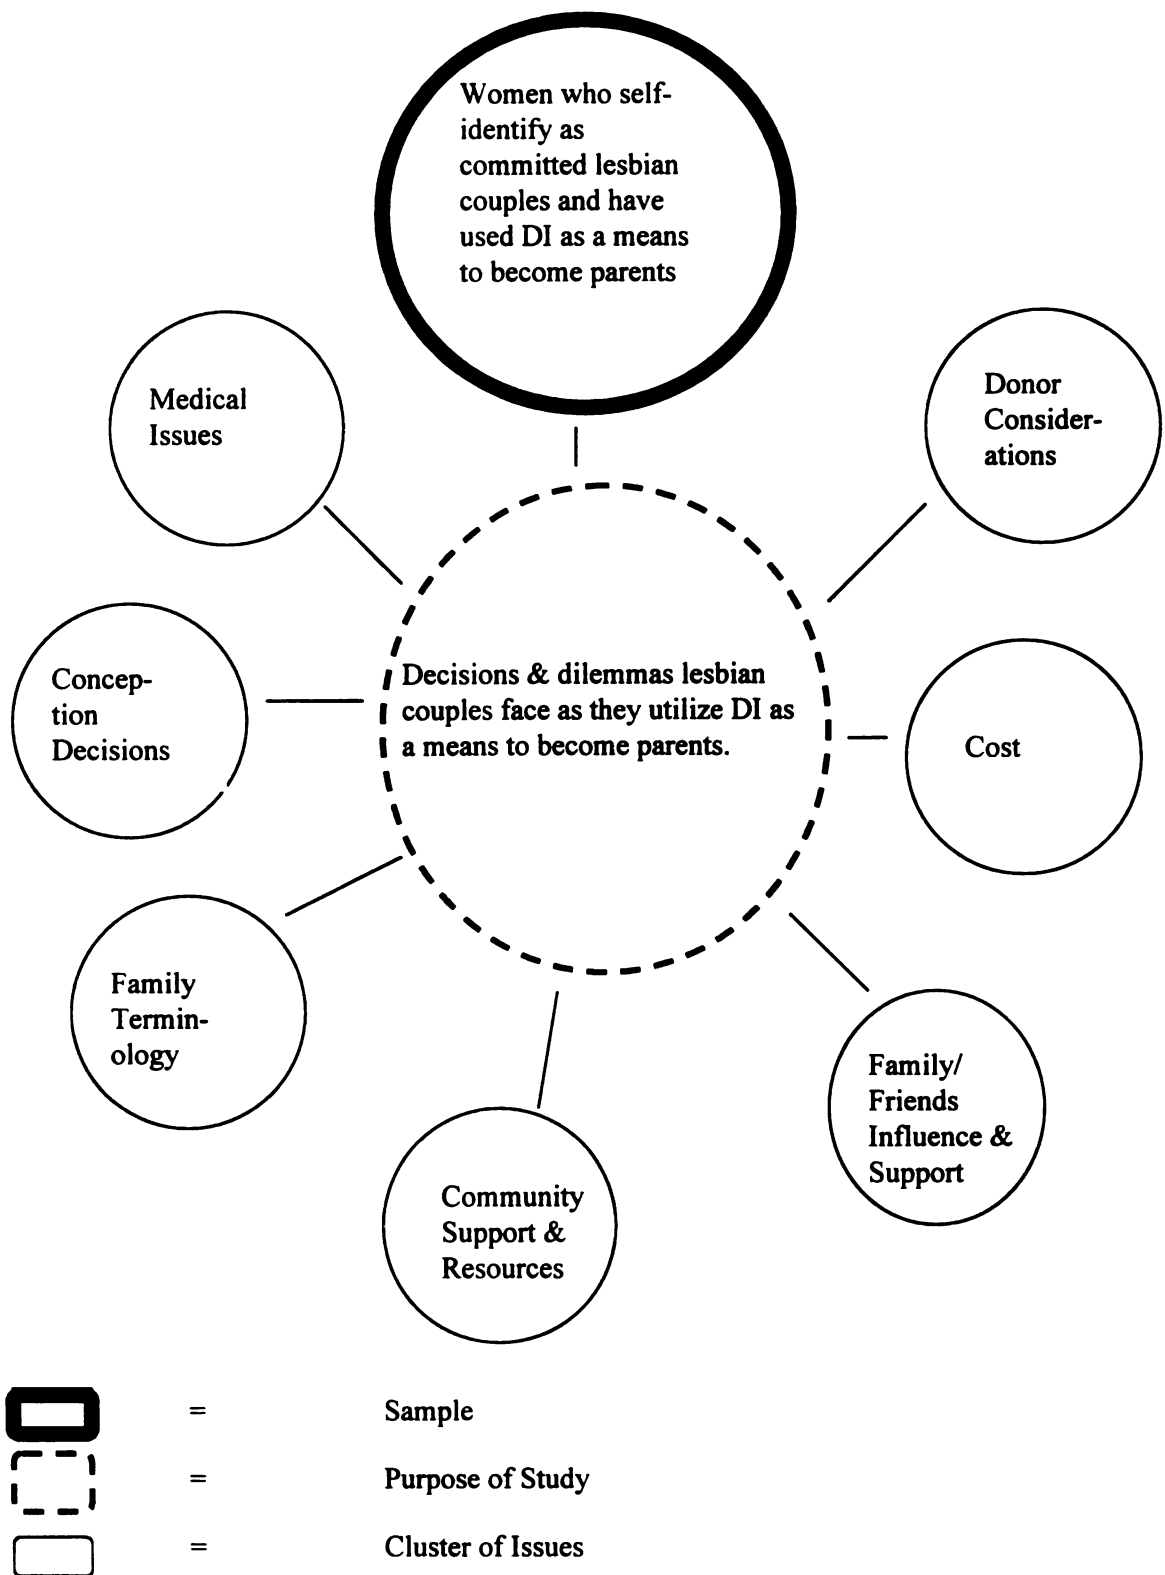 Women who self-
identify as
committed lesbian
couples and have
used DI as a means
to become parents
Medical
Issues
Donor
Consider-
ations
Concep-
tion
Decisions
Decisions & dilemmas lesbian
couples face as they utilize DI as
a means to become parents.
Cost
Family
Termin-
ology
Family/
Friends
Influence &
Support
Community
Support &
Resources
= Sample
= Purpose of Study
= Cluster of Issues